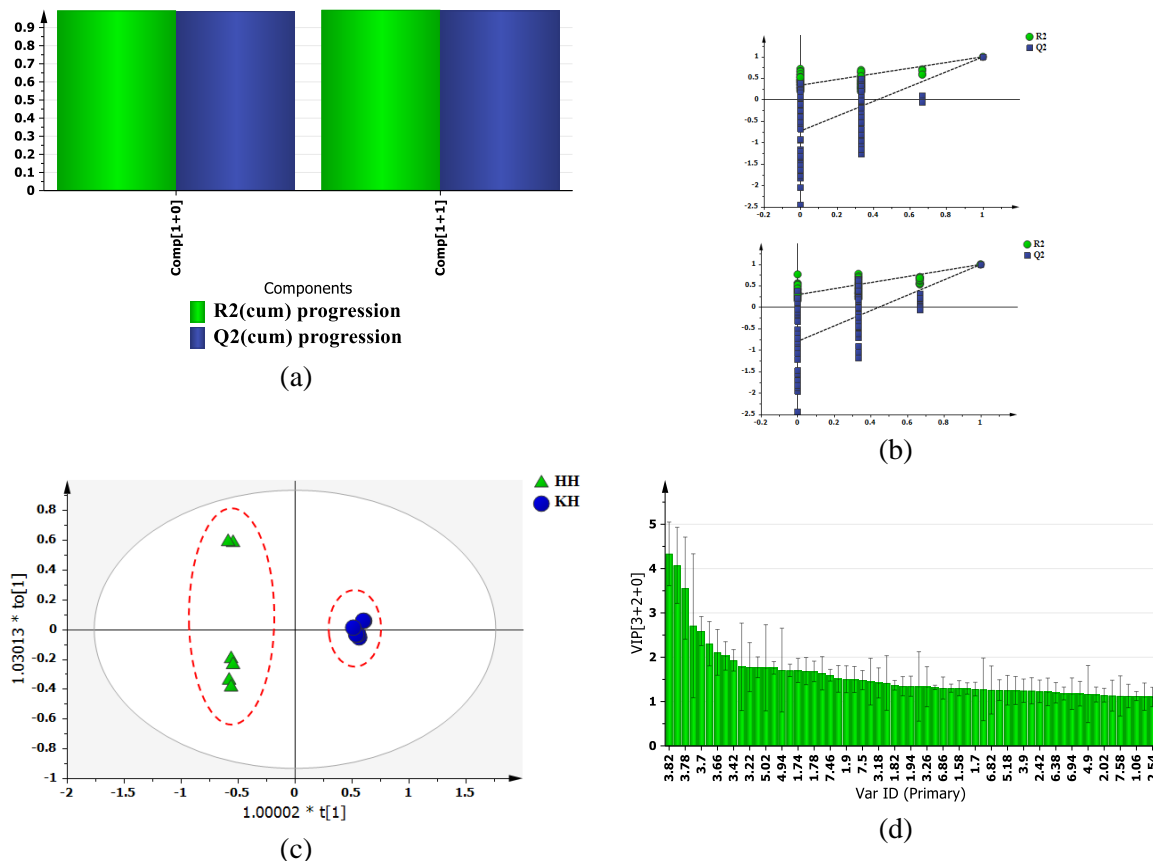 0.9
0.8
0.7
0.6
0.5
0.4
0.3
0.2
0.1
0
Comp[1+0]
Comp[1+1]
Components
R2(cum) progression
Q2(cum) progression
(a)
R2
Q2
1
0.5
0
-0.5
-1
-1.5
-2
-2.5
-0.2 0 0.2 0.4 0.6 0.8 1
R2
Q2
1
0.5
0
-0.5
-1
-1.5
-2
-2.5
-0.2 0 0.2 0.4 0.6 0.8 1
(b)
HH
KH
1.03013 * to[1]
0.8
0.6
0.4
0.2
0
-0.2
-0.4
-0.6
-0.8
-1
-2 -1.5 -1 -0.5 0 0.5 1 1.5
1.00002 * t[1]
(c)
VIP[3+2+0]
5
4
3
2
1
0
3.82 3.78 3.7 3.66 3.42 3.22 5.02 4.94 1.74 1.78 7.46 1.9 7.5 3.18 1.82 1.94 3.26 6.86 1.58 1.7 6.82 5.18 3.9 2.42 6.38 6.94 4.9 2.02 7.58 1.06 2.54
Var ID (Primary)
(d)